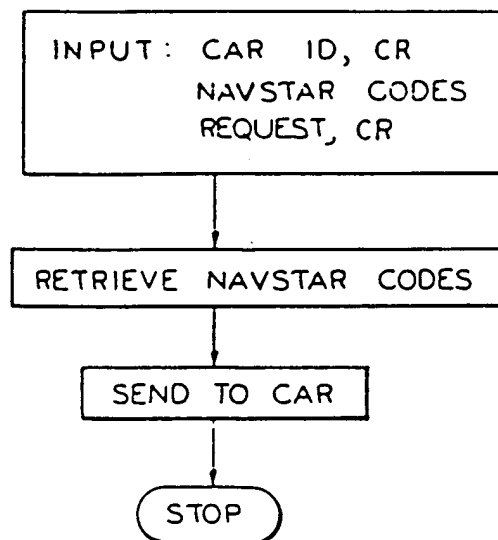 INPUT: CAR ID, CR
NAVSTAR CODES
REQUEST, CR
RETRIEVE NAVSTAR CODES
SEND TO CAR
STOP